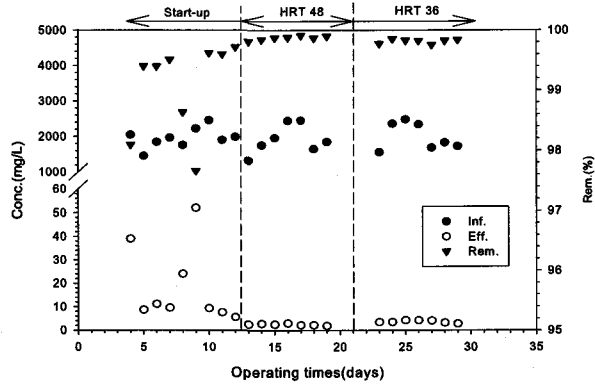 Start-up HRT 48 HRT 36
5000
4000
3000
2000
1000
60
50
40
30
20
10
0
100
99
98
97
96
95
Conc.(mg/L)
Rem.(%)
Inf.
Eff.
Rem.
0 5 10 15 20 25 30 35
Operating times(days)